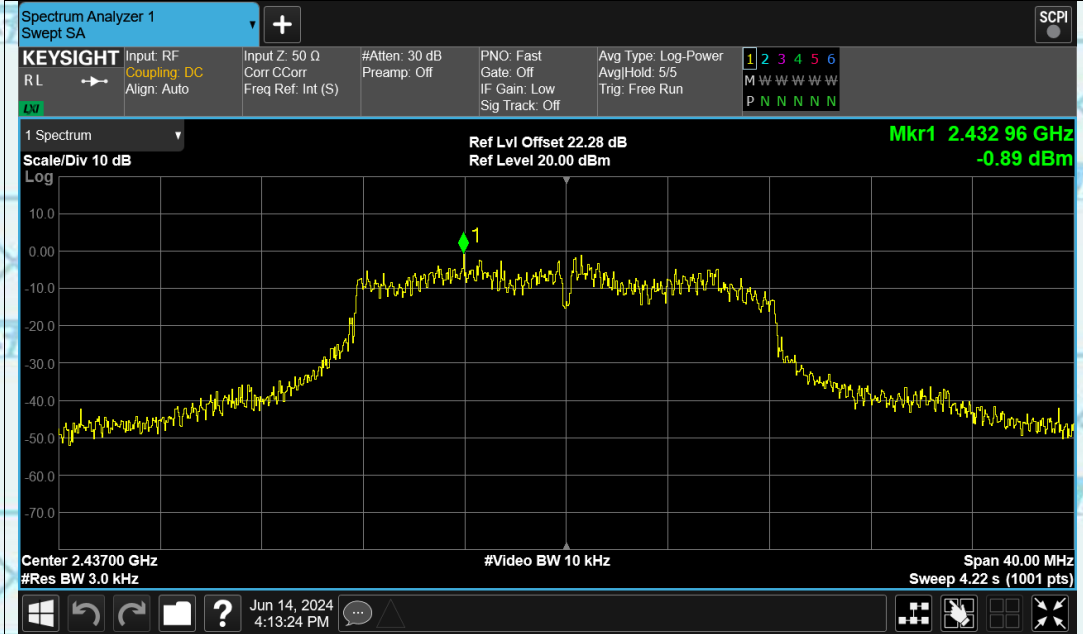 Spectrum Analyzer 1
Swept SA
+
SCPI
KEYSIGHT
R L
LXI
Input: RF
Coupling: DC
Align: Auto
Input Z: 50 Ω
Corr CCorr
Freq Ref: Int (S)
#Atten: 30 dB
Preamp: Off
PNO: Fast
Gate: Off
IF Gain: Low
Sig Track: Off
Avg Type: Log-Power
Avg|Hold: 5/5
Trig: Free Run
1 2 3 4 5 6
M W W W W W
P N N N N N
1 Spectrum
Scale/Div 10 dB
Ref Lvl Offset 22.28 dB
Ref Level 20.00 dBm
Mkr1 2.432 96 GHz
-0.89 dBm
Log
10.0
0.00
-10.0
-20.0
-30.0
-40.0
-50.0
-60.0
-70.0
1
Center 2.43700 GHz
#Video BW 10 kHz
Span 40.00 MHz
#Res BW 3.0 kHz
Sweep 4.22 s (1001 pts)
?
Jun 14, 2024
4:13:24 PM